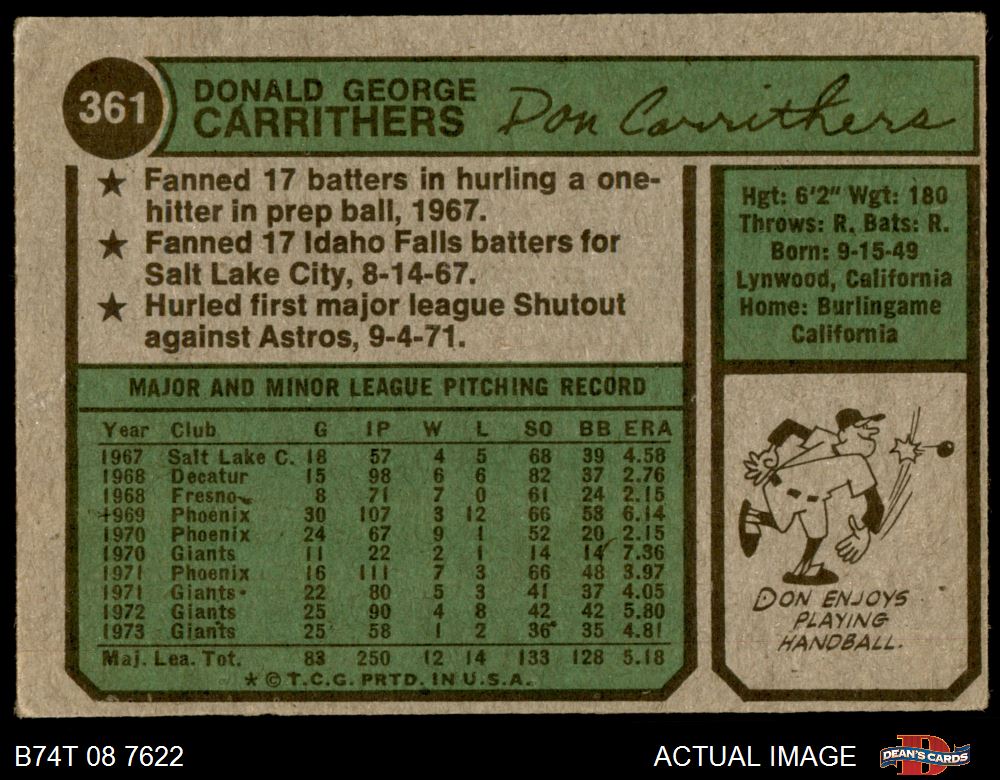 361
DONALD GEORGE
CARRITHERS
Don Carrithers
★ Fanned 17 batters in hurling a one-
hitter in prep ball, 1967.
★ Fanned 17 Idaho Falls batters for
Salt Lake City, 8-14-67.
★ Hurled first major league Shutout
against Astros, 9-4-71.
Hgt: 6'2" Wgt: 180
Throws: R. Bats: R.
Born: 9-15-49
Lynwood, California
Home: Burlingame
California
MAJOR AND MINOR LEAGUE PITCHING RECORD
Year Club G IP W L SO BB ERA
1967 Salt Lake C. 18 57 4 5 68 39 4.58
1968 Decatur 15 98 6 6 82 37 2.76
1968 Fresno 8 71 7 0 61 24 2.15
1969 Phoenix 30 107 3 12 66 58 6.14
1970 Phoenix 24 67 9 1 52 20 2.15
1970 Giants 11 22 2 1 14 14 7.36
1971 Phoenix 16 111 7 3 66 48 3.97
1971 Giants 22 80 5 3 41 37 4.05
1972 Giants 25 90 4 8 42 42 5.80
1973 Giants 25 58 1 2 36 35 4.81
Maj. Lea. Tot. 83 250 12 14 133 128 5.18
★ © T.C.G. PRTD. IN U.S.A.
DON ENJOYS
PLAYING
HANDBALL.
B74T 08 7622
ACTUAL IMAGE
DEAN'S CARDS